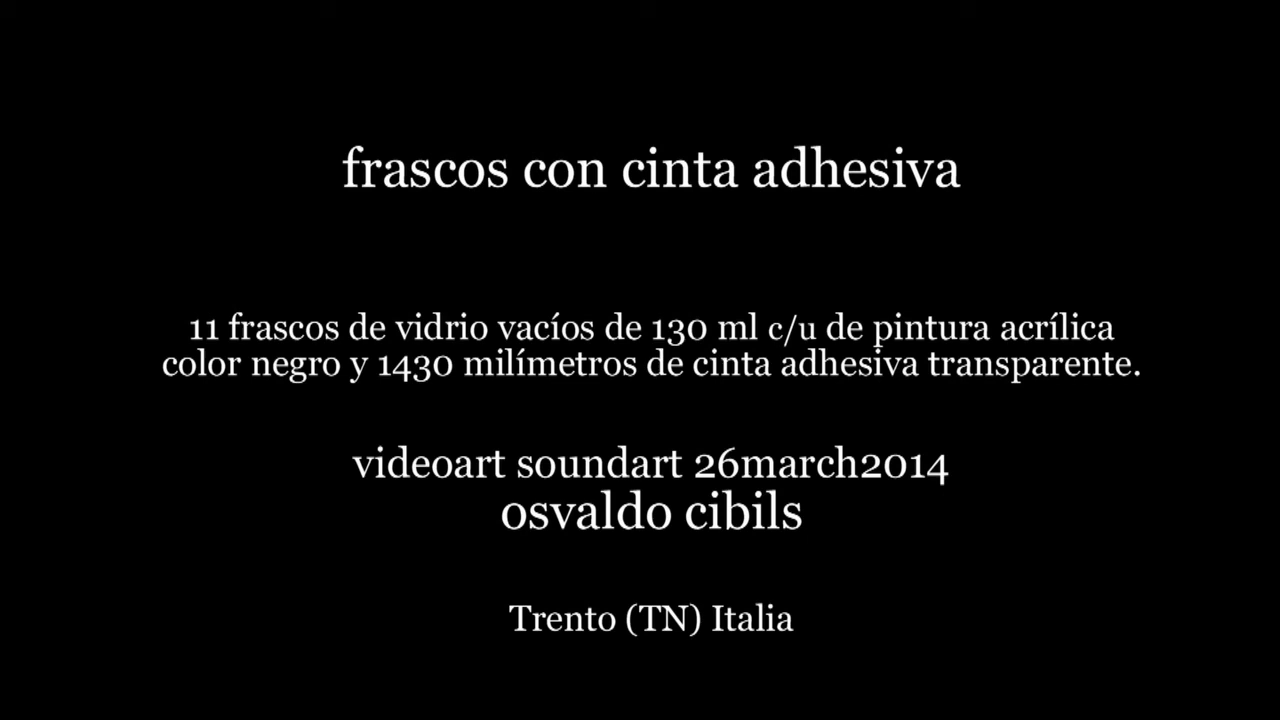 frascos con cinta adhesiva
11 frascos de vidrio vacíos de 130 ml c/u de pintura acrílica
color negro y 1430 milímetros de cinta adhesiva transparente.
videoart soundart 26march2014
osvaldo cibils
Trento (TN) Italia